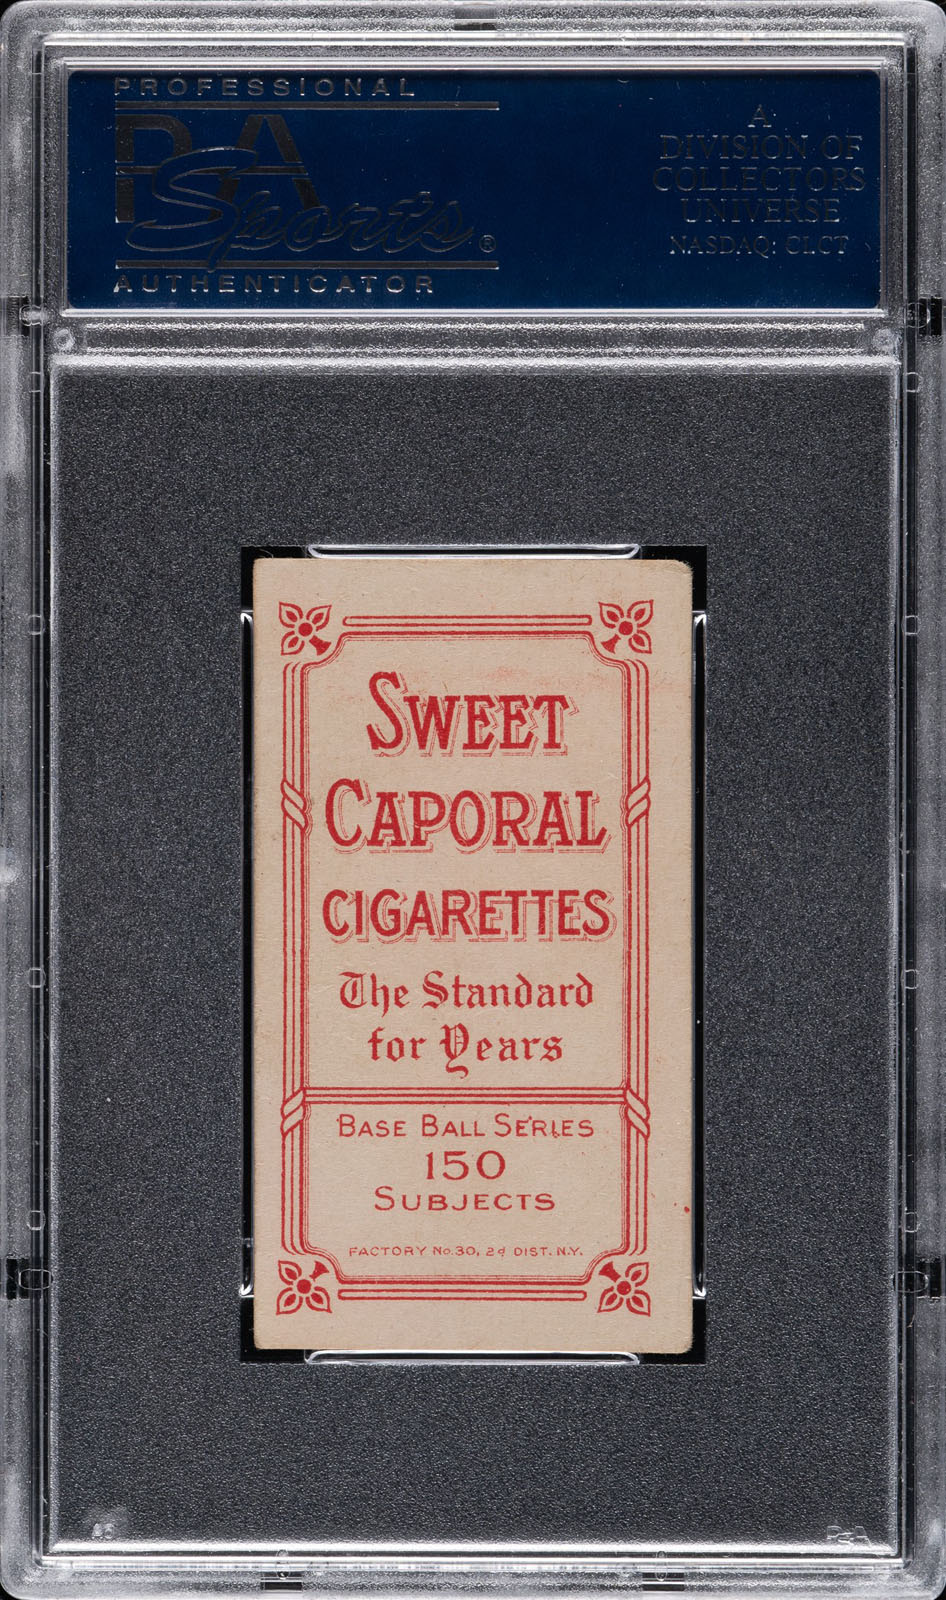 PROFESSIONAL
PSA
Sports®
AUTHENTICATOR
A
DIVISION OF
COLLECTORS
UNIVERSE
NASDAQ: CLCT
SWEET
CAPORAL
CIGARETTES
The Standard
for Years
BASE BALL SERIES
150
SUBJECTS
FACTORY No. 30, 2d DIST. N.Y.
PSA